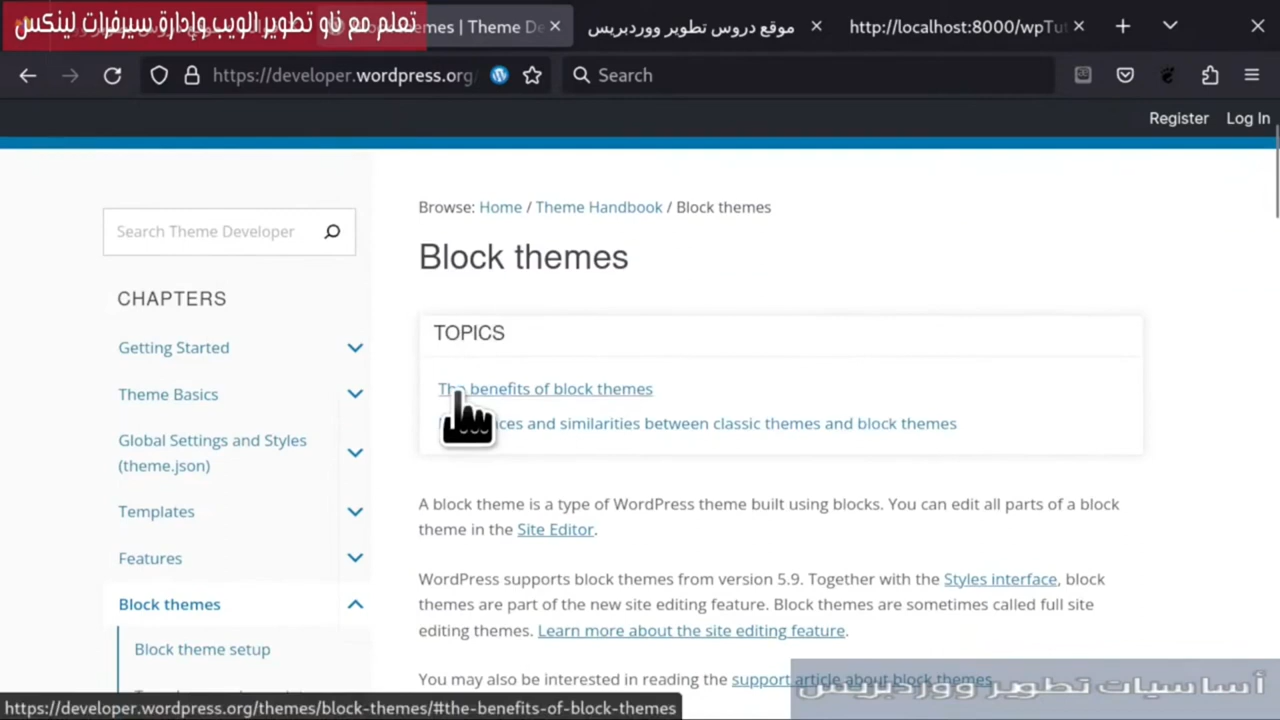 تعلم مع ناو تطوير الويب وإدارة سيرفرات لينكس
emes | Theme De
موقع دروس تطوير ووردبريس
http://localhost:8000/wpTut
https://developer.wordpress.org/
Search
Register Log In
Search Theme Developer
Browse: Home / Theme Handbook / Block themes
Block themes
CHAPTERS
TOPICS
Getting Started
The benefits of block themes
Theme Basics
and similarities between classic themes and block themes
Global Settings and Styles
(theme.json)
Templates
A block theme is a type of WordPress theme built using blocks. You can edit all parts of a block
theme in the Site Editor.
Features
WordPress supports block themes from version 5.9. Together with the Styles interface, block
themes are part of the new site editing feature. Block themes are sometimes called full site
editing themes. Learn more about the site editing feature.
Block themes
Block theme setup
You may also be interested in reading the support article about block themes.
أساسيات تطوير ووردبريس
https://developer.wordpress.org/themes/block-themes/#the-benefits-of-block-themes